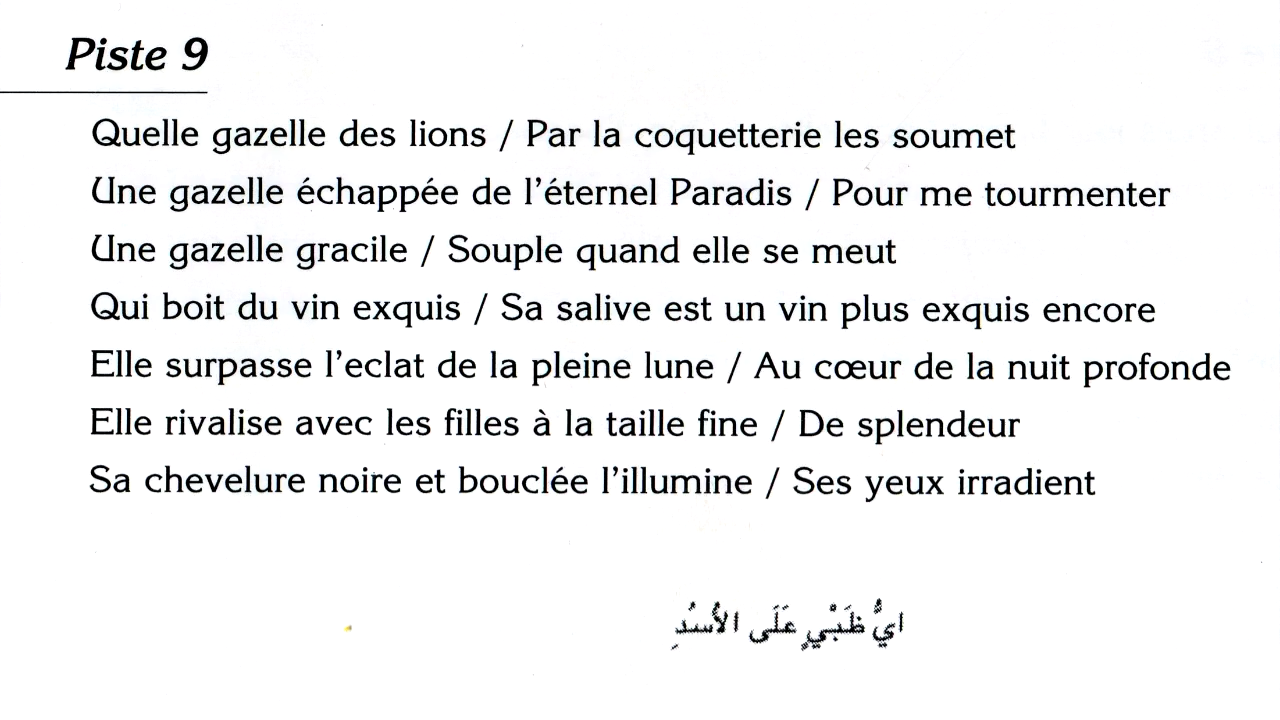 Piste 9
Quelle gazelle des lions / Par la coquetterie les soumet
Une gazelle échappée de l'éternel Paradis / Pour me tourmenter
Une gazelle gracile / Souple quand elle se meut
Qui boit du vin exquis / Sa salive est un vin plus exquis encore
Elle surpasse l'eclat de la pleine lune / Au cœur de la nuit profonde
Elle rivalise avec les filles à la taille fine / De splendeur
Sa chevelure noire et bouclée l'illumine / Ses yeux irradient
ايُّ ظَبْيٍ عَلَى الأُسُدِ